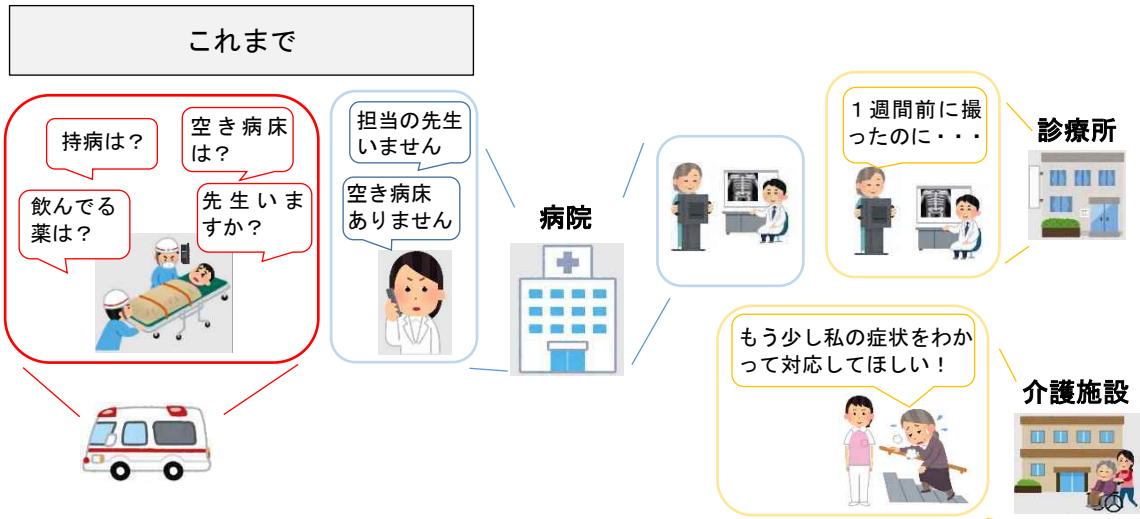 これまで
持病は？
空き病床
は？
飲んでる
薬は？
先生いま
すか？
担当の先生
いません
空き病床
ありません
病院
１週間前に撮
ったのに・・・
診療所
もう少し私の症状をわか
って対応してほしい！
介護施設